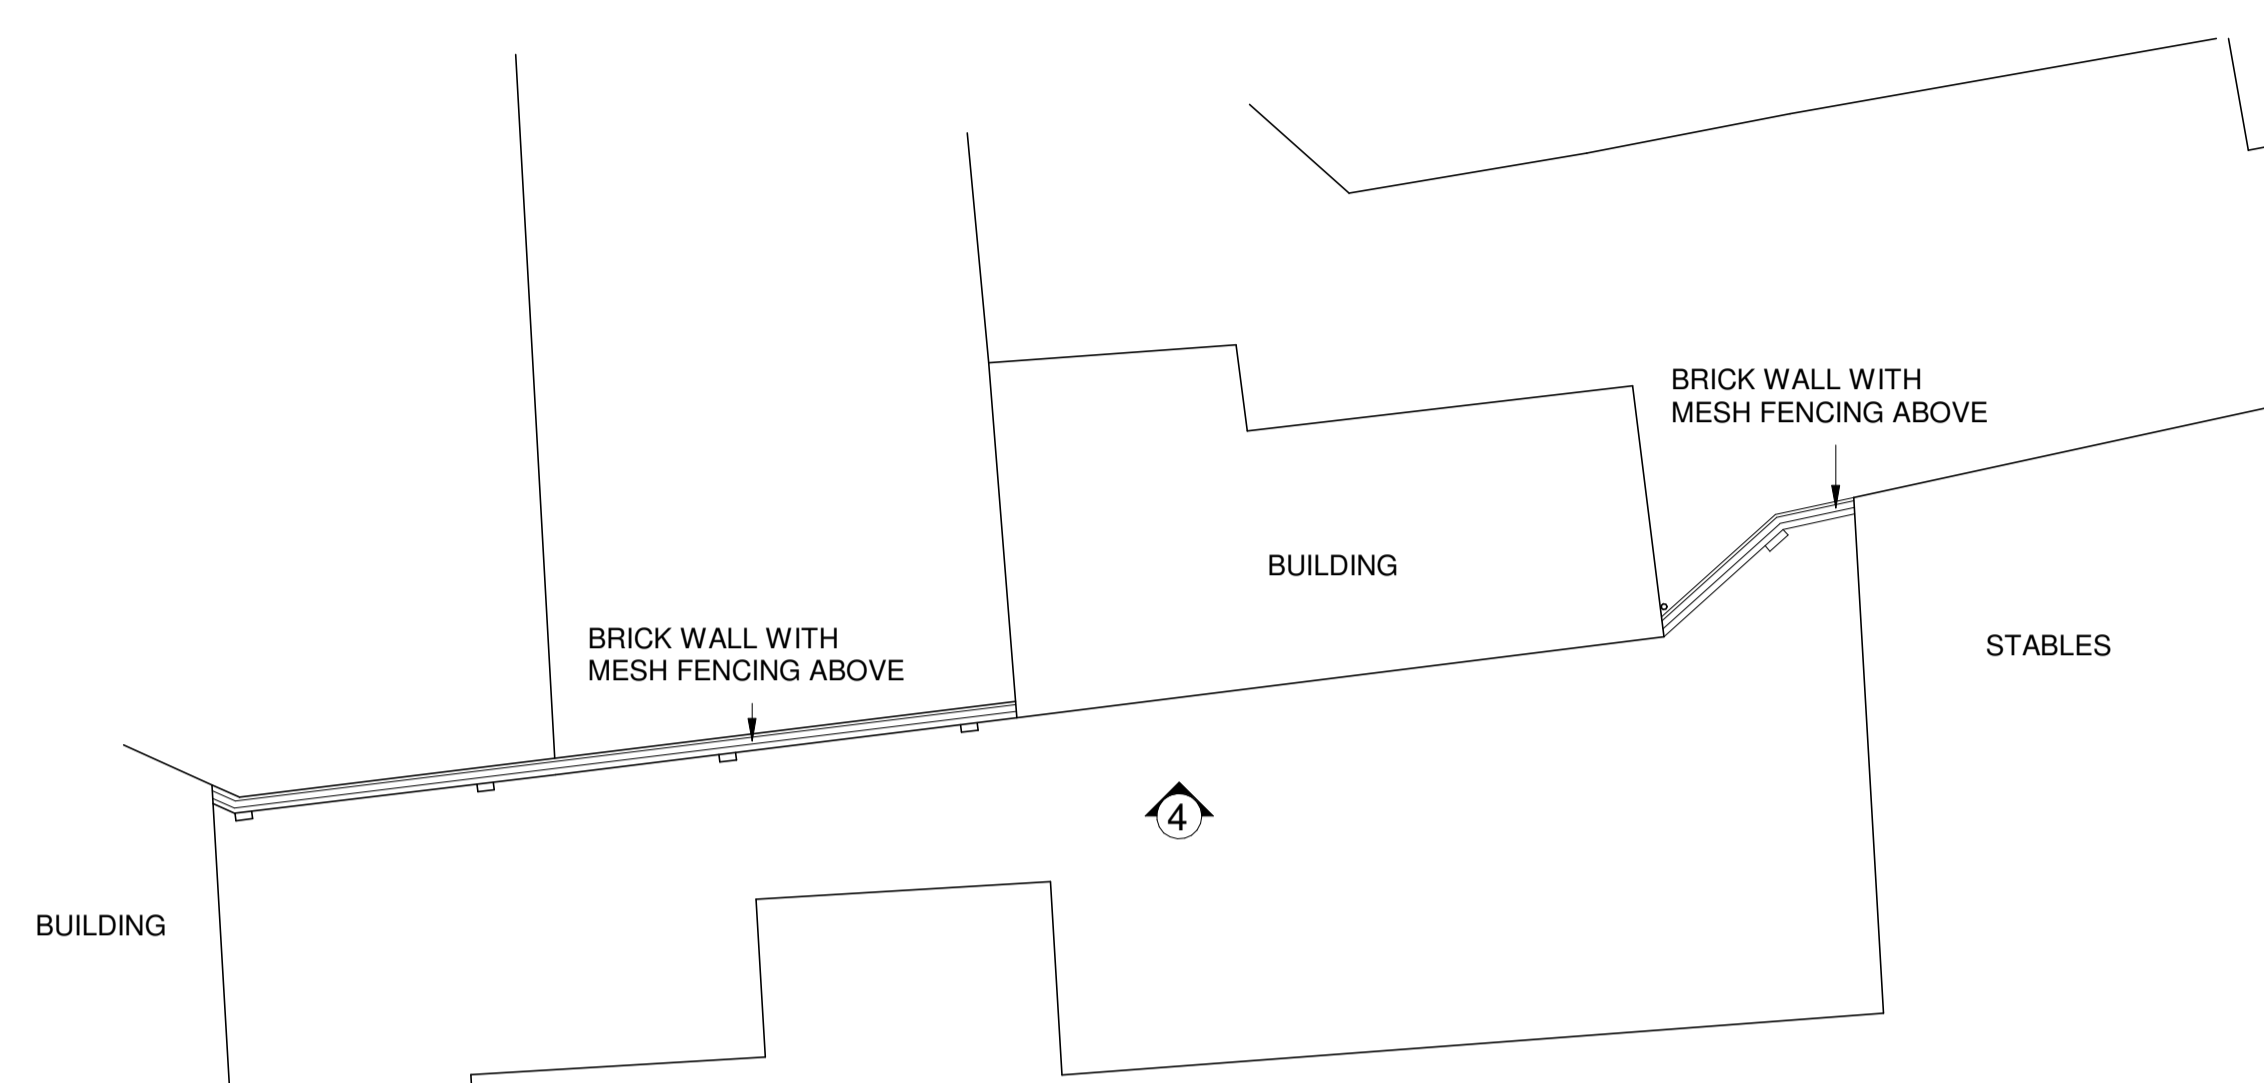 BRICK WALL WITH
MESH FENCING ABOVE
BUILDING
BRICK WALL WITH
MESH FENCING ABOVE
STABLES
4
BUILDING